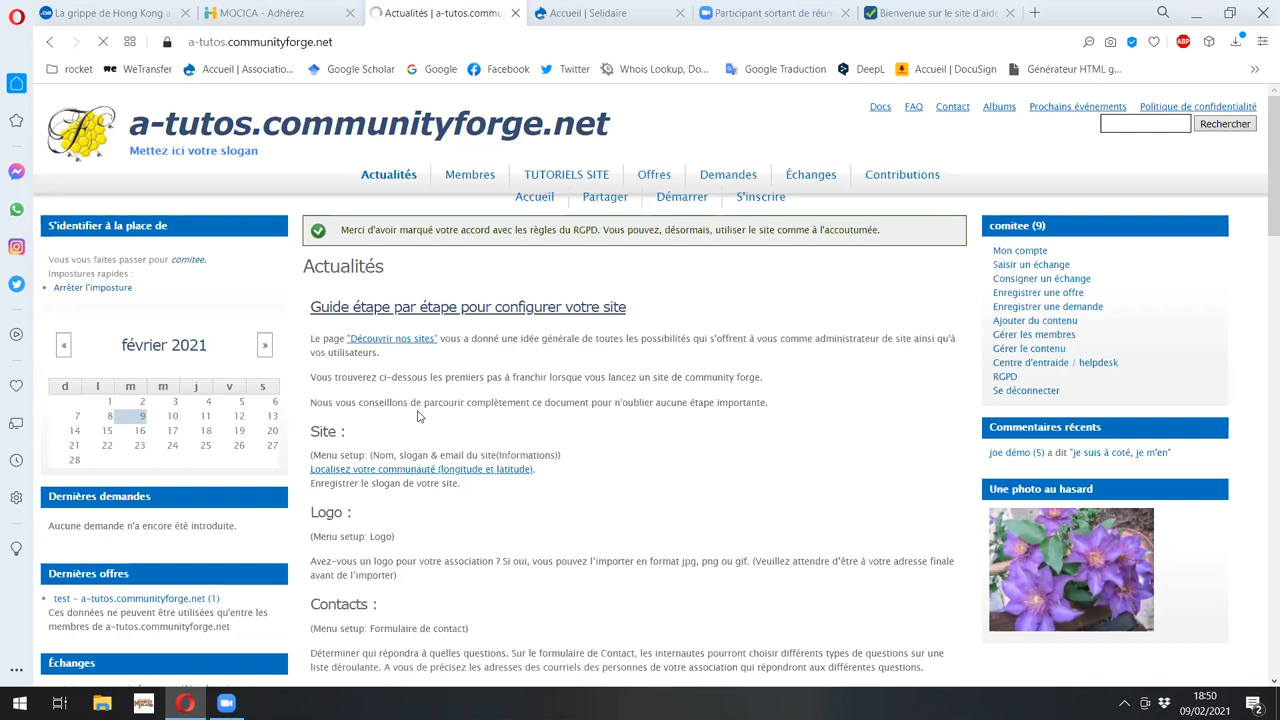 La grippe de Hong Kong a
MOCICA - Adhérez
Actualités | a-tutos.commu
Accueil | Selidaire
Participant sortant de réun
Bienvenue sur le site d'aide
a-tutos.communityforge.net
rocket
WeTransfer
Accueil | Associatio...
Google Scholar
Google
Facebook
Twitter
Whois Lookup, Do...
Google Traduction
DeepL
Accueil | DocuSign
Générateur HTML g...
Docs FAQ Contact Albums Prochains événements Politique de confidentialité
a-tutos.communityforge.net
Rechercher
Mettez ici votre slogan
Actualités Membres TUTORIELS SITE Offres Demandes Échanges Contributions
Accueil Partager Démarrer S'inscrire
S'identifier à la place de
Vous vous faites passer pour comitee.
Impostures rapides :
Arrêter l'imposture
« février 2021 »
d l m m j v s
1 2 3 4 5 6
7 8 9 10 11 12 13
14 15 16 17 18 19 20
21 22 23 24 25 26 27
28
Dernières demandes
Aucune demande n'a encore été introduite.
Dernières offres
test - a-tutos.communityforge.net (1)
Ces données ne peuvent être utilisées qu'entre les
membres de a-tutos.communityforge.net
Échanges
Merci d'avoir marqué votre accord avec les règles du RGPD. Vous pouvez, désormais, utiliser le site comme à l'accoutumée.
Actualités
Guide étape par étape pour configurer votre site
Le page "Découvrir nos sites" vous a donné une idée générale de toutes les possibilités qui s'offrent à vous comme administrateur de site ainsi qu'à
vos utilisateurs.
Vous trouverez ci-dessous les premiers pas à franchir lorsque vous lancez un site de community forge.
Nous vous conseillons de parcourir complètement ce document pour n'oublier aucune étape importante.
Site :
(Menu setup: (Nom, slogan & email du site(Informations))
Localisez votre communauté (longitude et latitude).
Enregistrer le slogan de votre site.
Logo :
(Menu setup: Logo)
Avez-vous un logo pour votre association ? Si oui, vous pouvez l'importer en format jpg, png ou gif. (Veuillez attendre d'être à votre adresse finale
avant de l'importer)
Contacts :
(Menu setup: Formulaire de contact)
Déterminer qui répondra à quelles questions. Sur le formulaire de Contact, les internautes pourront choisir différents types de questions sur une
liste déroulante. A vous de précisez les adresses des courriels des personnes de votre association qui répondront aux différentes questions.
comitee (9)
Mon compte
Saisir un échange
Consigner un échange
Enregistrer une offre
Enregistrer une demande
Ajouter du contenu
Gérer les membres
Gérer le contenu
Centre d'entraide / helpdesk
RGPD
Se déconnecter
Commentaires récents
joe démo (5) a dit "je suis à coté, je m'en"
Une photo au hasard
ABP
18:50
09/02/2021
2